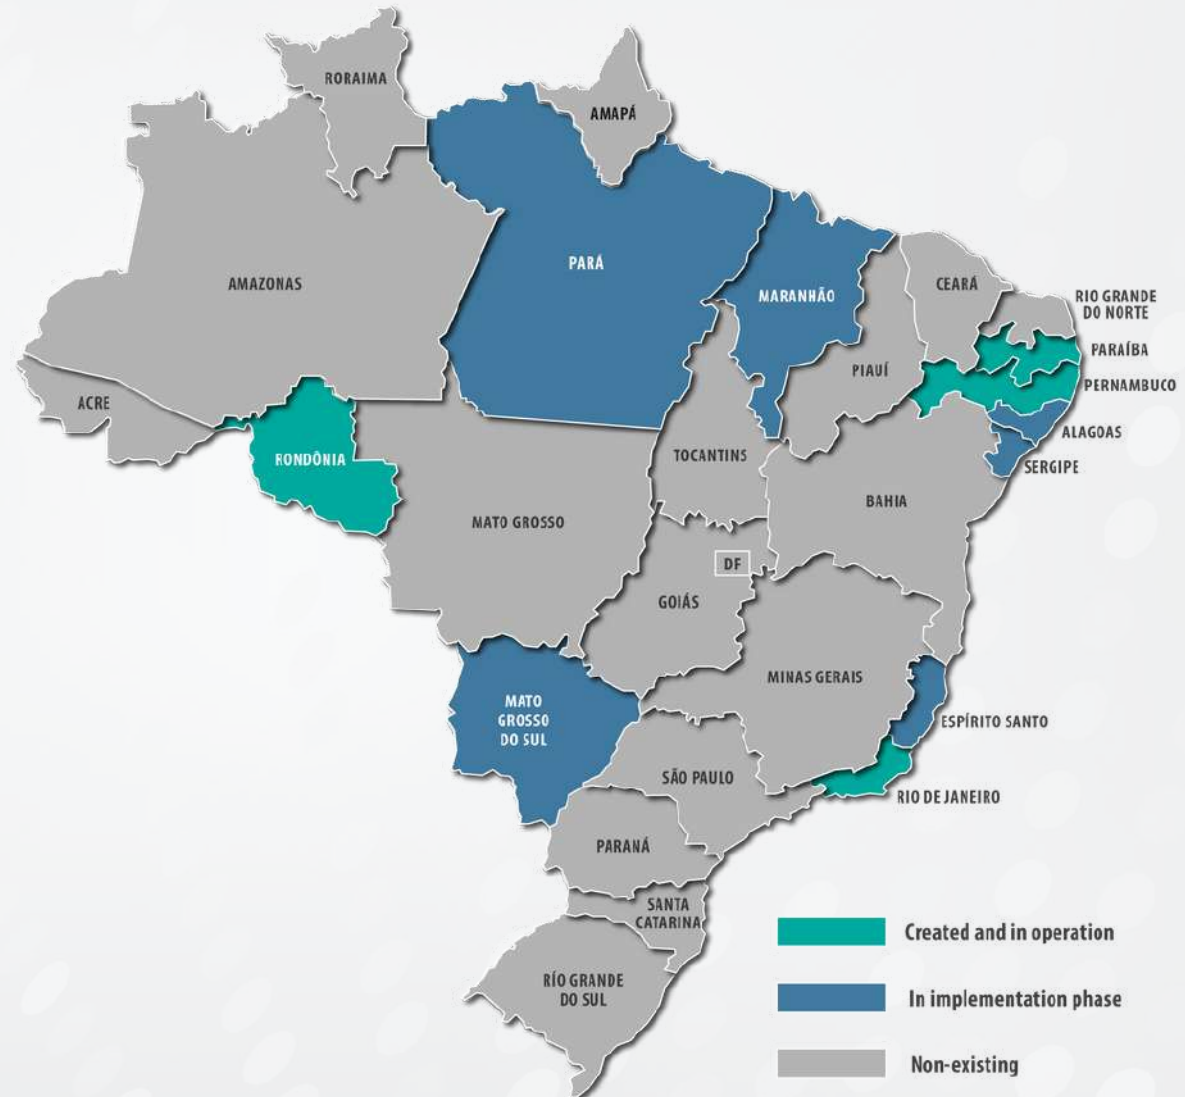 RORAIMA
AMAPÁ
PARÁ
AMAZONAS
MARANHÃO
CEARÁ
RIO GRANDE
DO NORTE
PARAÍBA
PIAUÍ
PERNAMBUCO
ACRE
ALAGOAS
RONDÔNIA
TOCANTINS
SERGIPE
BAHIA
MATO GROSSO
DF
GOIÁS
MINAS GERAIS
MATO
GROSSO
DO SUL
ESPÍRITO SANTO
SÃO PAULO
RIO DE JANEIRO
PARANÁ
SANTA
CATARINA
RÍO GRANDE
DO SUL
Created and in operation
In implementation phase
Non-existing